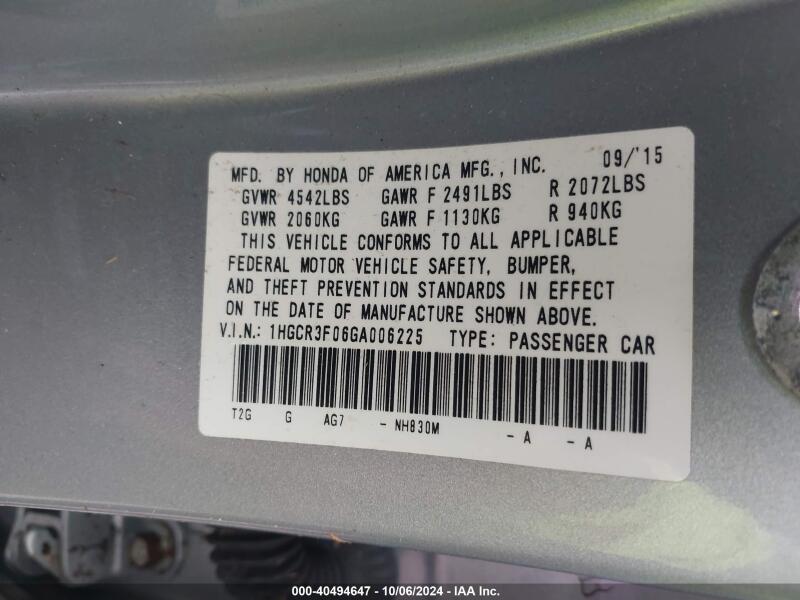 MFD. BY HONDA OF AMERICA MFG., INC. 09/'15
GVWR 4542LBS GAWR F 2491LBS R 2072LBS
GVWR 2060KG GAWR F 1130KG R 940KG
THIS VEHICLE CONFORMS TO ALL APPLICABLE
FEDERAL MOTOR VEHICLE SAFETY, BUMPER,
AND THEFT PREVENTION STANDARDS IN EFFECT
ON THE DATE OF MANUFACTURE SHOWN ABOVE.
V.I.N.: 1HGCR3F06GA006225 TYPE: PASSENGER CAR
T2G G AG7 - NH830M - A - A
000-40494647 - 10/06/2024 - IAA Inc.